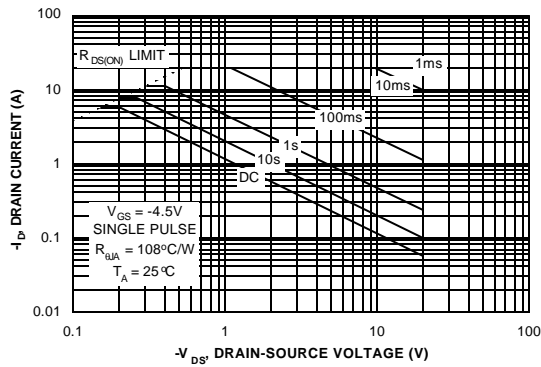 100
10
1
0.1
0.01
0.1
1
10
100
-I_D, DRAIN CURRENT (A)
-V_DS, DRAIN-SOURCE VOLTAGE (V)
R_DS(ON) LIMIT
1ms
10ms
100ms
1s
10s
DC
V_GS = -4.5V
SINGLE PULSE
R_θJA = 108°C/W
T_A = 25°C